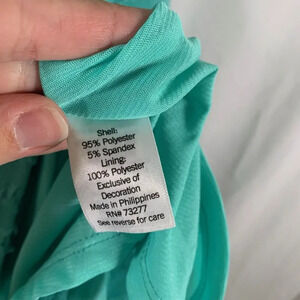 Shell:
95% Polyester
5% Spandex
Lining:
100% Polyester
Exclusive of
Decoration
Made in Philippines
RN# 73277
See reverse for care